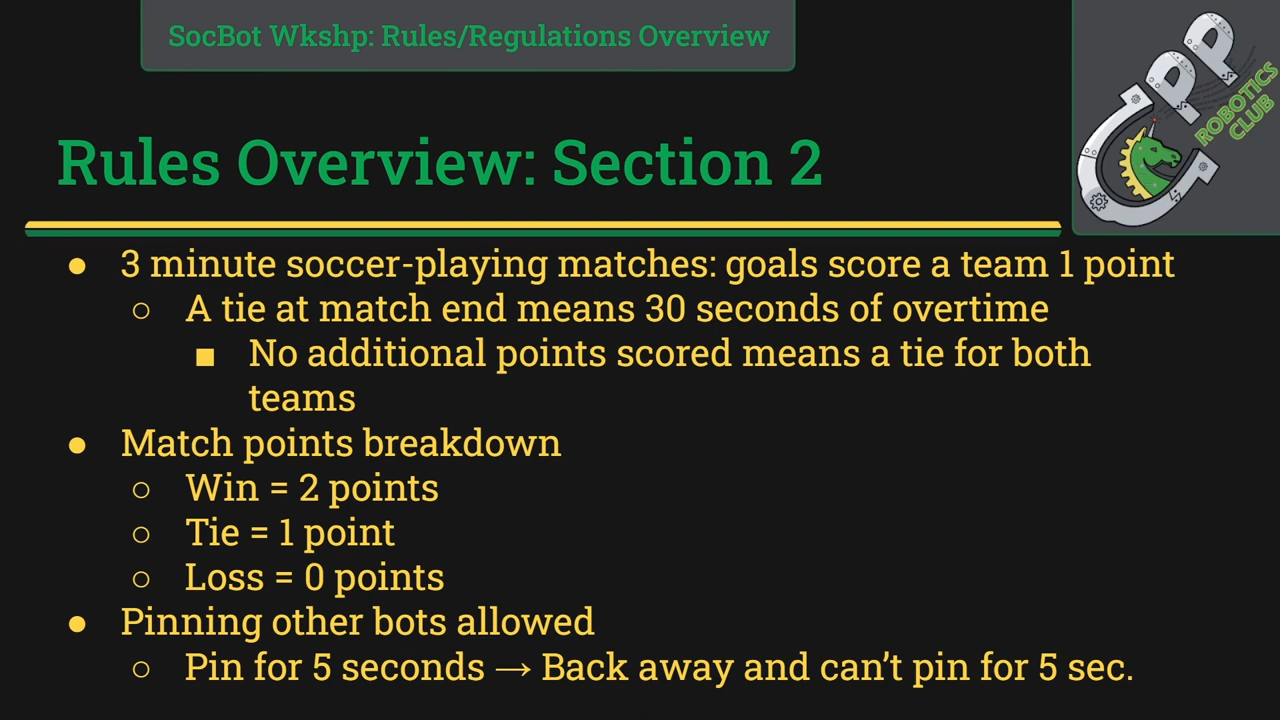 SocBot Wkshp: Rules/Regulations Overview
CPP
ROBOTICS
CLUB
Rules Overview: Section 2
● 3 minute soccer-playing matches: goals score a team 1 point
○ A tie at match end means 30 seconds of overtime
■ No additional points scored means a tie for both
teams
● Match points breakdown
○ Win = 2 points
○ Tie = 1 point
○ Loss = 0 points
● Pinning other bots allowed
○ Pin for 5 seconds → Back away and can’t pin for 5 sec.